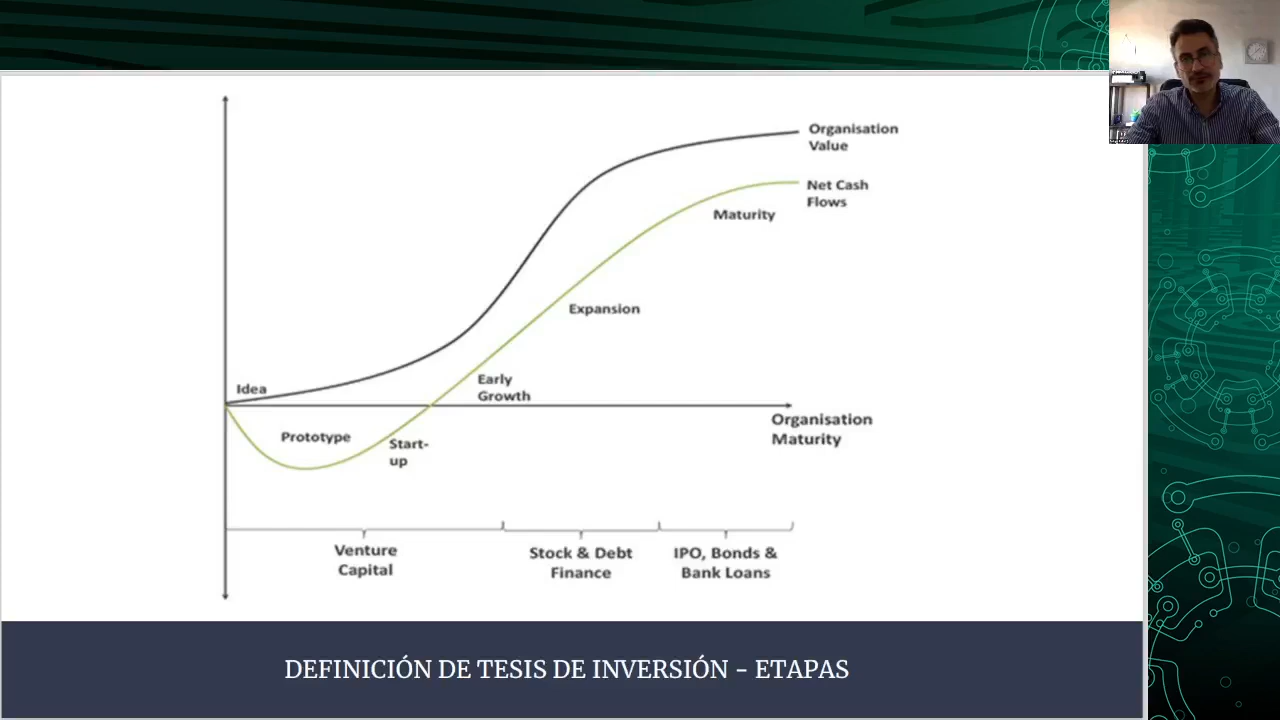 Organisation
Value
Net Cash
Flows
Maturity
Expansion
Idea
Early
Growth
Organisation
Maturity
Prototype
Start-
up
Venture
Capital
Stock & Debt
Finance
IPO, Bonds &
Bank Loans
DEFINICIÓN DE TESIS DE INVERSIÓN - ETAPAS